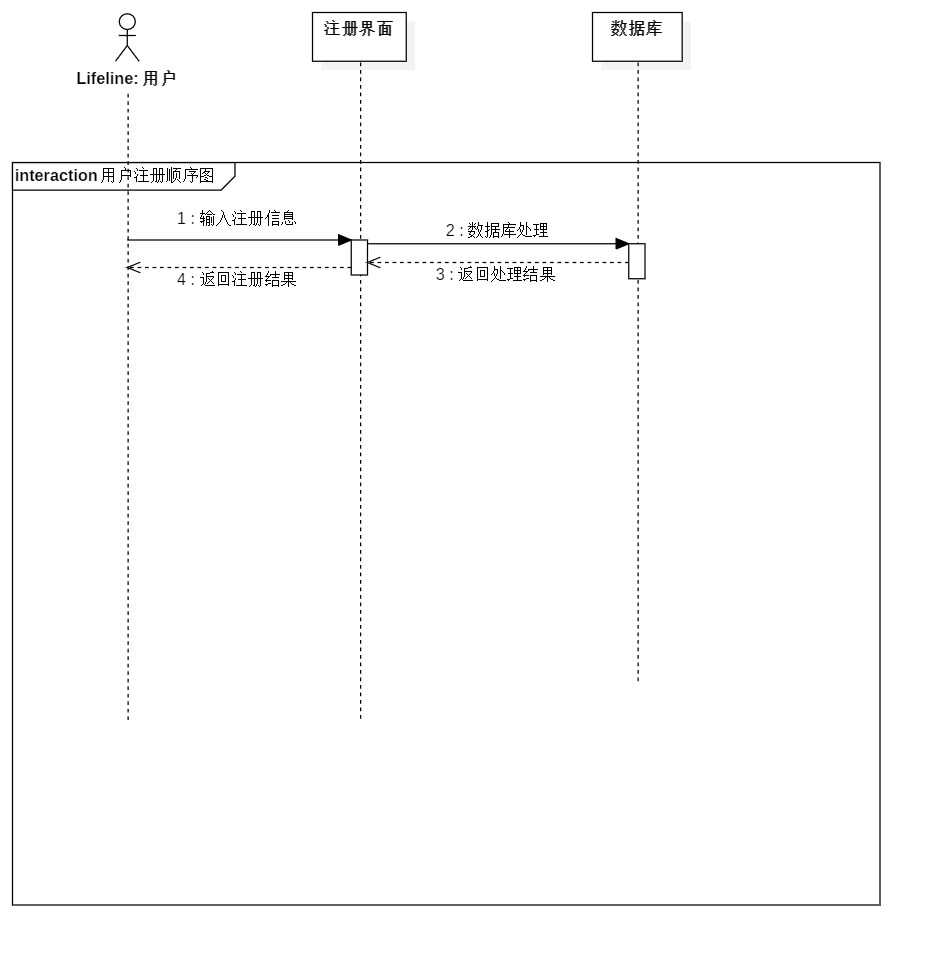 Lifeline: 用户
注册界面
数据库
interaction 用户注册顺序图
1 : 输入注册信息
2 : 数据库处理
3 : 返回处理结果
4 : 返回注册结果